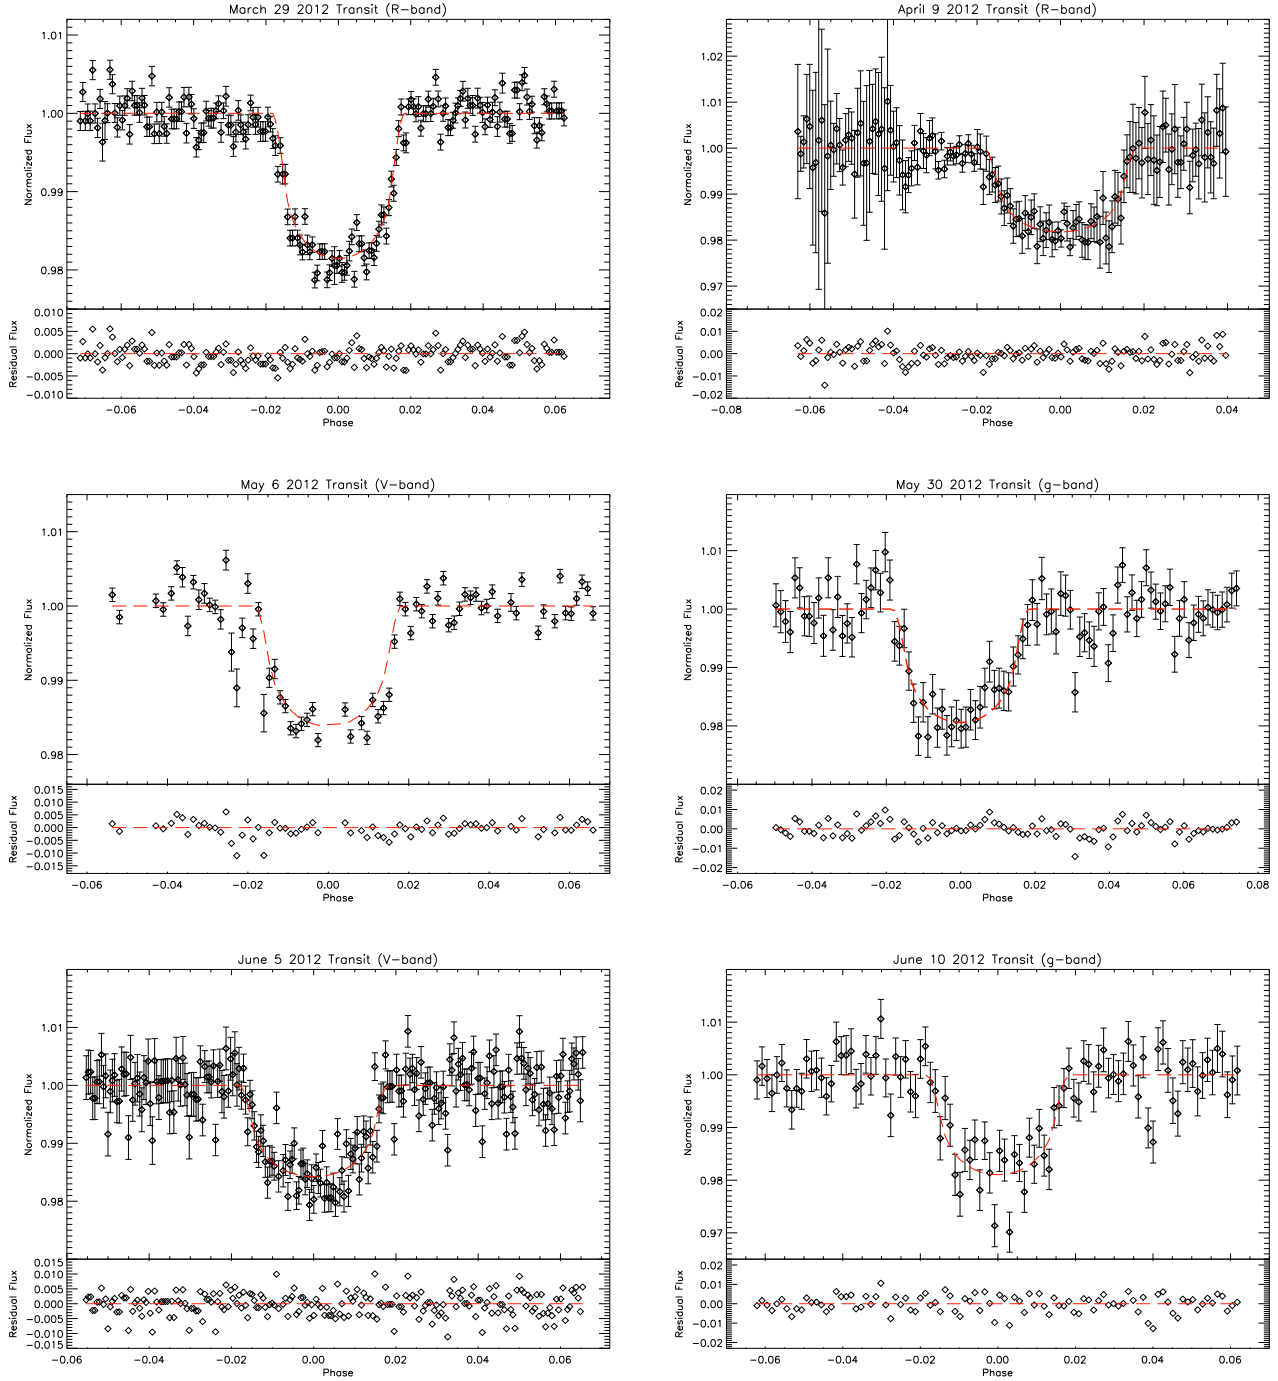 March 29 2012 Transit (R-band)
1.01
1.00
0.99
0.98
Normalized Flux
0.010
0.005
0.000
−0.005
−0.010
Residual Flux
−0.06 −0.04 −0.02 0.00 0.02 0.04 0.06
Phase
April 9 2012 Transit (R-band)
1.02
1.01
1.00
0.99
0.98
0.97
Normalized Flux
0.02
0.01
0.00
−0.01
−0.02
Residual Flux
−0.08 −0.06 −0.04 −0.02 0.00 0.02 0.04
Phase
May 6 2012 Transit (V-band)
1.01
1.00
0.99
0.98
Normalized Flux
0.015
0.010
0.005
0.000
−0.005
−0.010
−0.015
Residual Flux
−0.06 −0.04 −0.02 0.00 0.02 0.04 0.06
Phase
May 30 2012 Transit (g-band)
1.01
1.00
0.99
0.98
Normalized Flux
0.02
0.01
0.00
−0.01
−0.02
Residual Flux
−0.06 −0.04 −0.02 0.00 0.02 0.04 0.06 0.08
Phase
June 5 2012 Transit (V-band)
1.01
1.00
0.99
0.98
Normalized Flux
0.015
0.010
0.005
0.000
−0.005
−0.010
−0.015
Residual Flux
−0.06 −0.04 −0.02 0.00 0.02 0.04 0.06
Phase
June 10 2012 Transit (g-band)
1.01
1.00
0.99
0.98
0.97
Normalized Flux
0.02
0.01
0.00
−0.01
−0.02
Residual Flux
−0.06 −0.04 −0.02 0.00 0.02 0.04 0.06
Phase